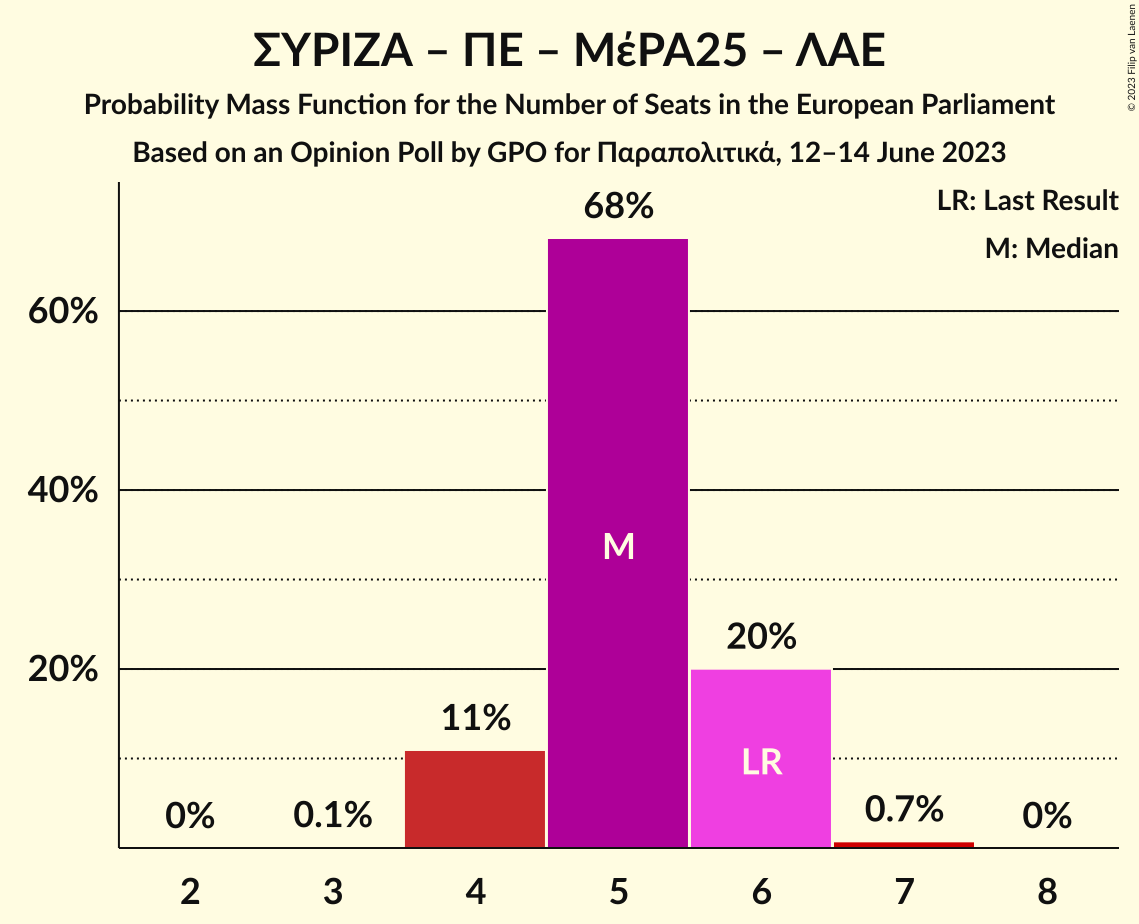 ΣΥΡΙΖΑ – ΠΕ – ΜέΡΑ25 – ΛΑΕ
Probability Mass Function for the Number of Seats in the European Parliament
Based on an Opinion Poll by GPO for Παραπολιτικά, 12–14 June 2023
© 2023 Filip van Laenen
LR: Last Result
M: Median
60%
40%
20%
0%
0.1%
11%
68%
M
20%
LR
0.7%
0%
2 3 4 5 6 7 8